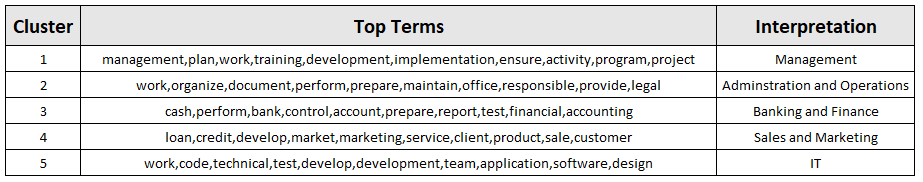 Cluster Top Terms Interpretation
1 management,plan,work,training,development,implementation,ensure,activity,program,project Management
2 work,organize,document,perform,prepare,maintain,office,responsible,provide,legal Adminstration and Operations
3 cash,perform,bank,control,account,prepare,report,test,financial,accounting Banking and Finance
4 loan,credit,develop,market,marketing,service,client,product,sale,customer Sales and Marketing
5 work,code,technical,test,develop,development,team,application,software,design IT